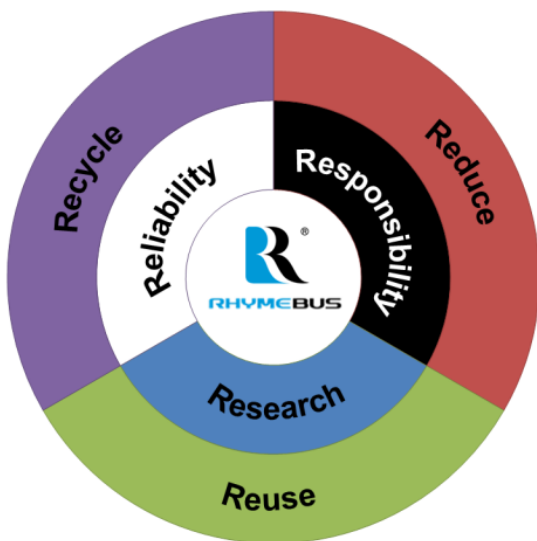 Recycle
Reduce
Reliability
Responsibility
R ®
RHYMEBUS
Research
Reuse